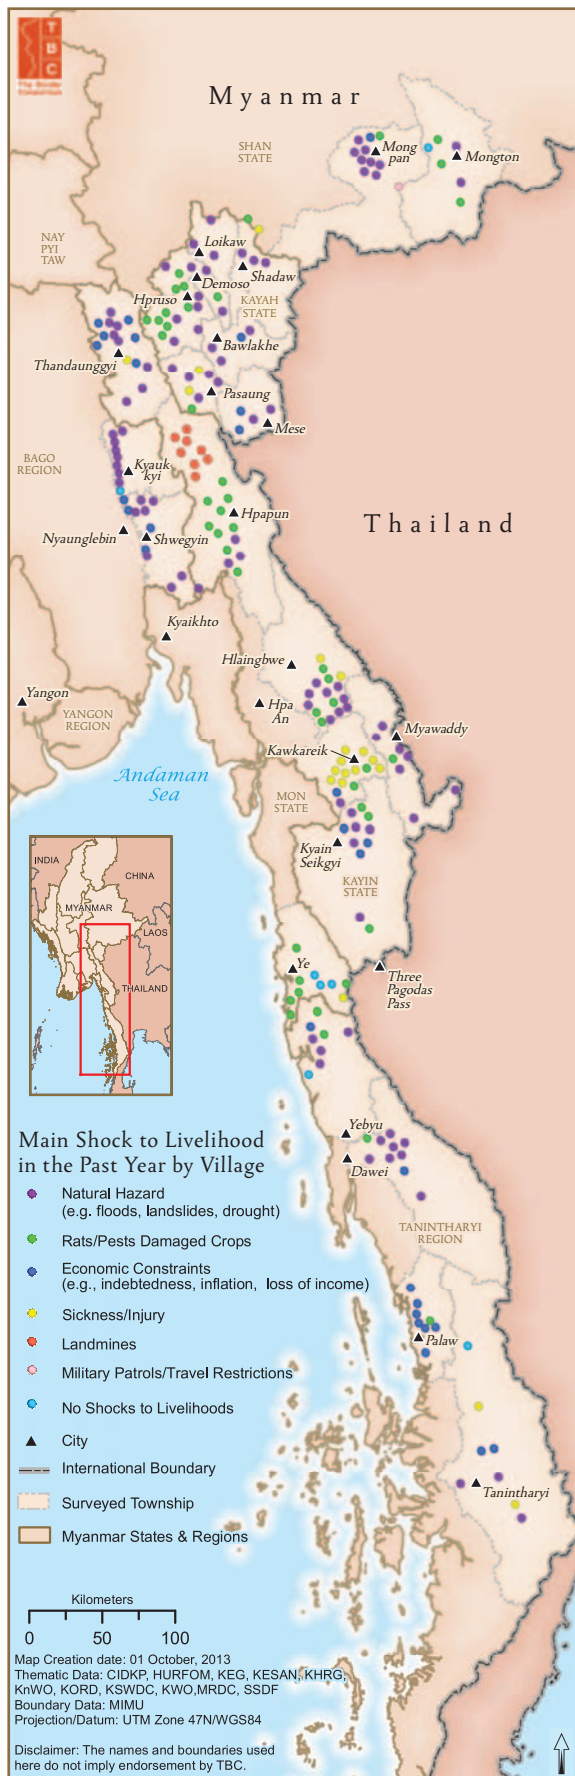 T
B
C
The Border
Consortium
Myanmar
SHAN
STATE
Mong
pan
Mongton
NAY
PYI
TAW
Loikaw
Shadaw
Demoso
Hpruso
KAYAH
STATE
Bawlakhe
Thandaunggyi
Pasaung
Mese
BAGO
REGION
Kyauk
kyi
Hpapun
Thailand
Nyaunglebin
Shwegyin
Kyaikhto
Hlaingbwe
Yangon
Hpa
An
YANGON
REGION
Myawaddy
Kawkareik
Andaman
Sea
MON
STATE
Kyain
Seikgyi
KAYIN
STATE
INDIA
CHINA
MYANMAR
LAOS
THAILAND
Ye
Three
Pagodas
Pass
Yebyu
Dawei
TANINTHARYI
REGION
Palaw
Tanintharyi
Main Shock to Livelihood
in the Past Year by Village
Natural Hazard
(e.g. floods, landslides, drought)
Rats/Pests Damaged Crops
Economic Constraints
(e.g., indebtedness, inflation, loss of income)
Sickness/Injury
Landmines
Military Patrols/Travel Restrictions
No Shocks to Livelihoods
City
International Boundary
Surveyed Township
Myanmar States & Regions
Kilometers
0 50 100
Map Creation date: 01 October, 2013
Thematic Data: CIDKP, HURFOM, KEG, KESAN, KHRG,
KnWO, KORD, KSWDC, KWO,MRDC, SSDF
Boundary Data: MIMU
Projection/Datum: UTM Zone 47N/WGS84
Disclaimer: The names and boundaries used
here do not imply endorsement by TBC.